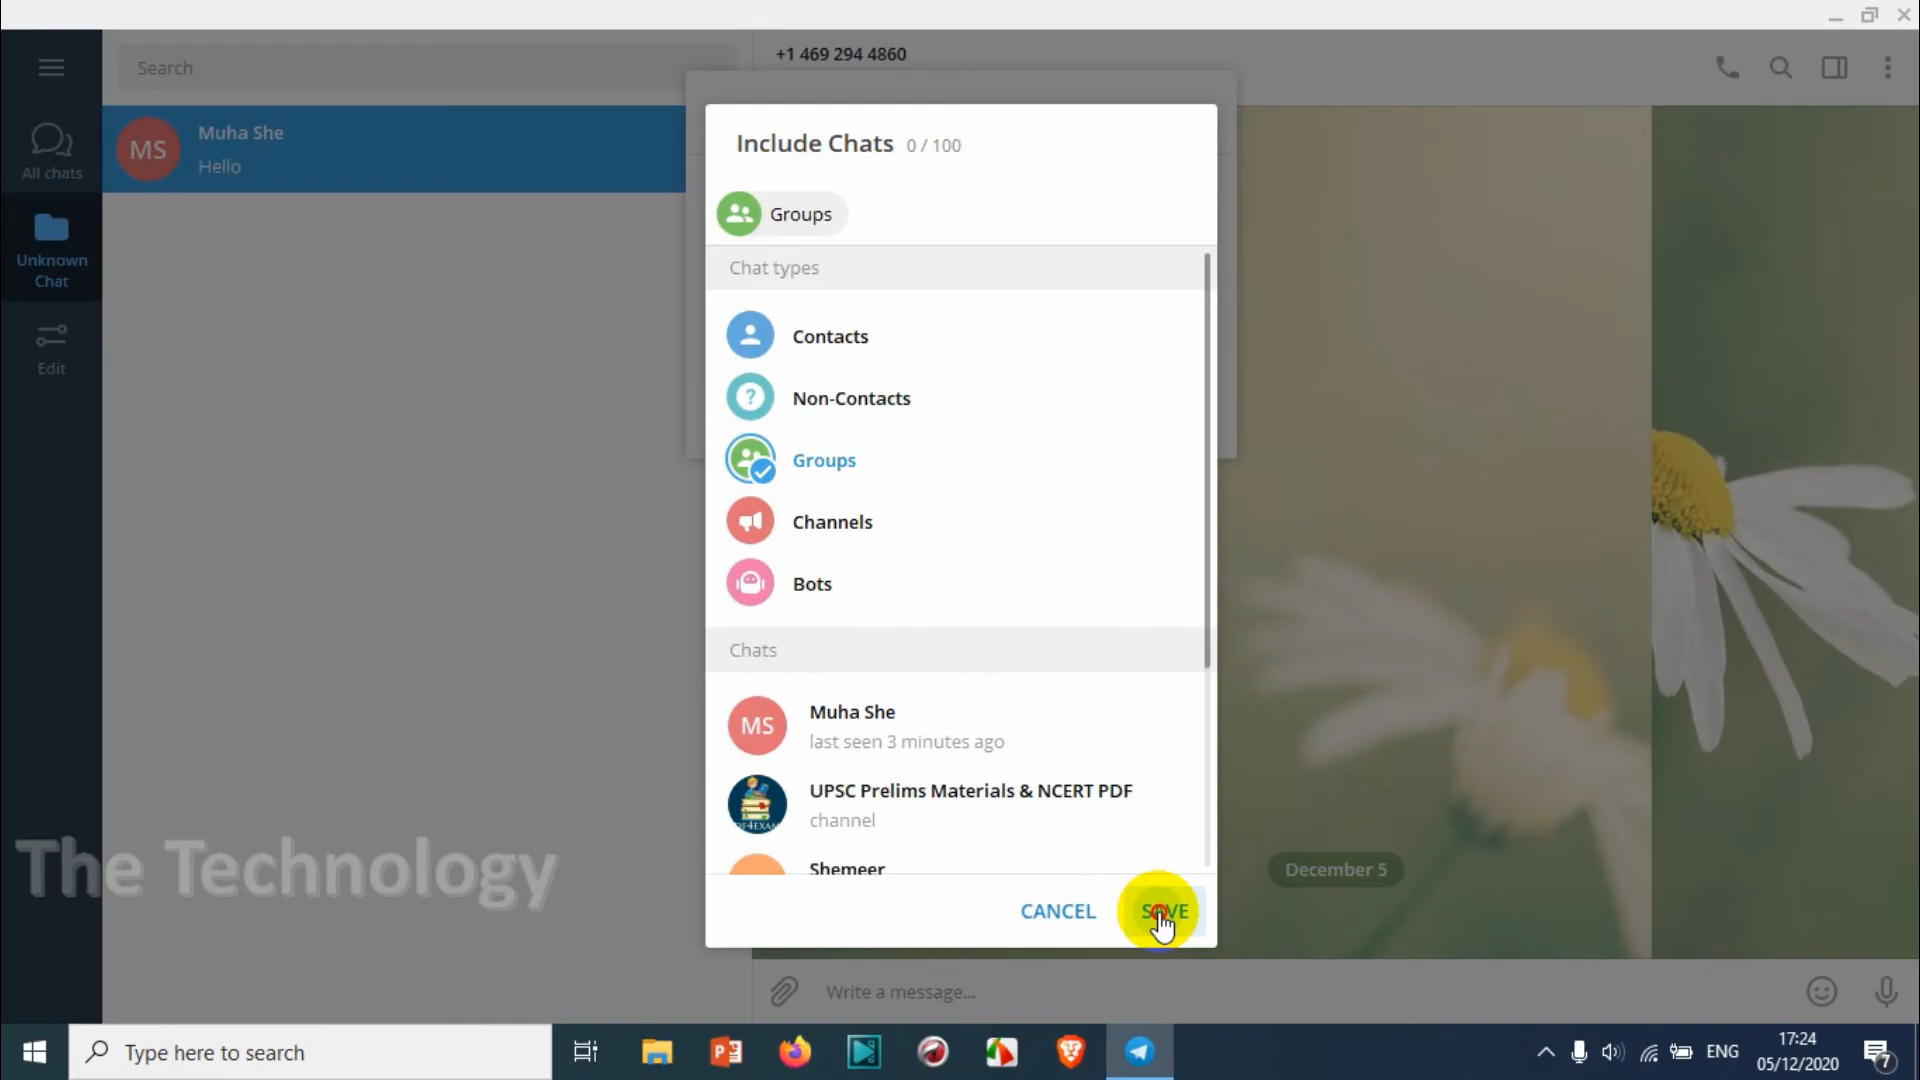 Search
+1 469 294 4860
MS
Muha She
Hello
All chats
Unknown
Chat
Edit
Include Chats 0 / 100
Groups
Chat types
Contacts
Non-Contacts
Groups
Channels
Bots
Chats
MS
Muha She
last seen 3 minutes ago
UPSC Prelims Materials & NCERT PDF
channel
Shemeer
CANCEL
SAVE
December 5
The Technology
Write a message...
Type here to search
ENG
17:24
05/12/2020
7